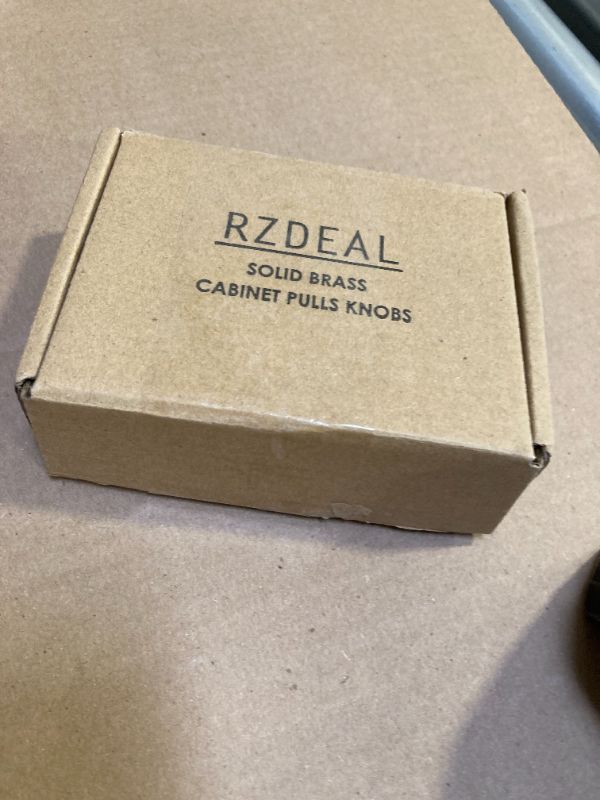 RZDEAL
SOLID BRASS
CABINET PULLS KNOBS